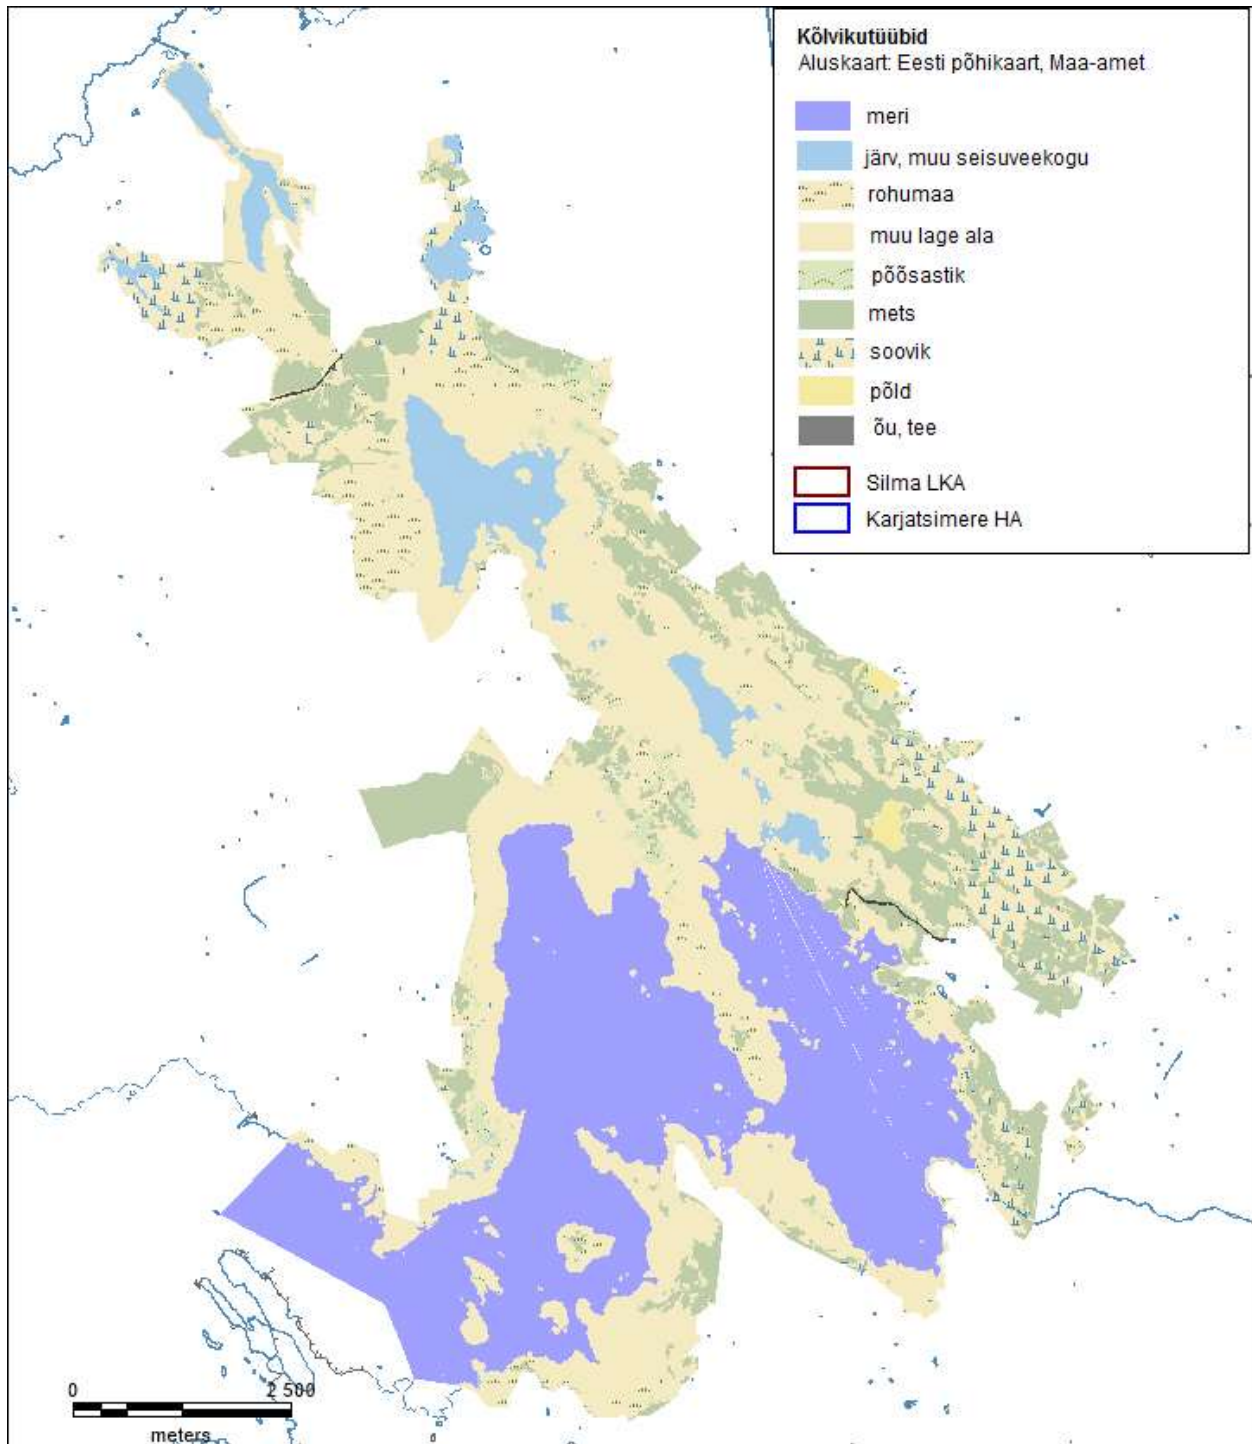 Kõlvikutüübid
Aluskaart: Eesti põhikaart, Maa-amet
meri
järv, muu seisuveekogu
rohumaa
muu lage ala
põõsastik
mets
soovik
põld
õu, tee
Silma LKA
Karjatsimere HA
0 2 500
meters